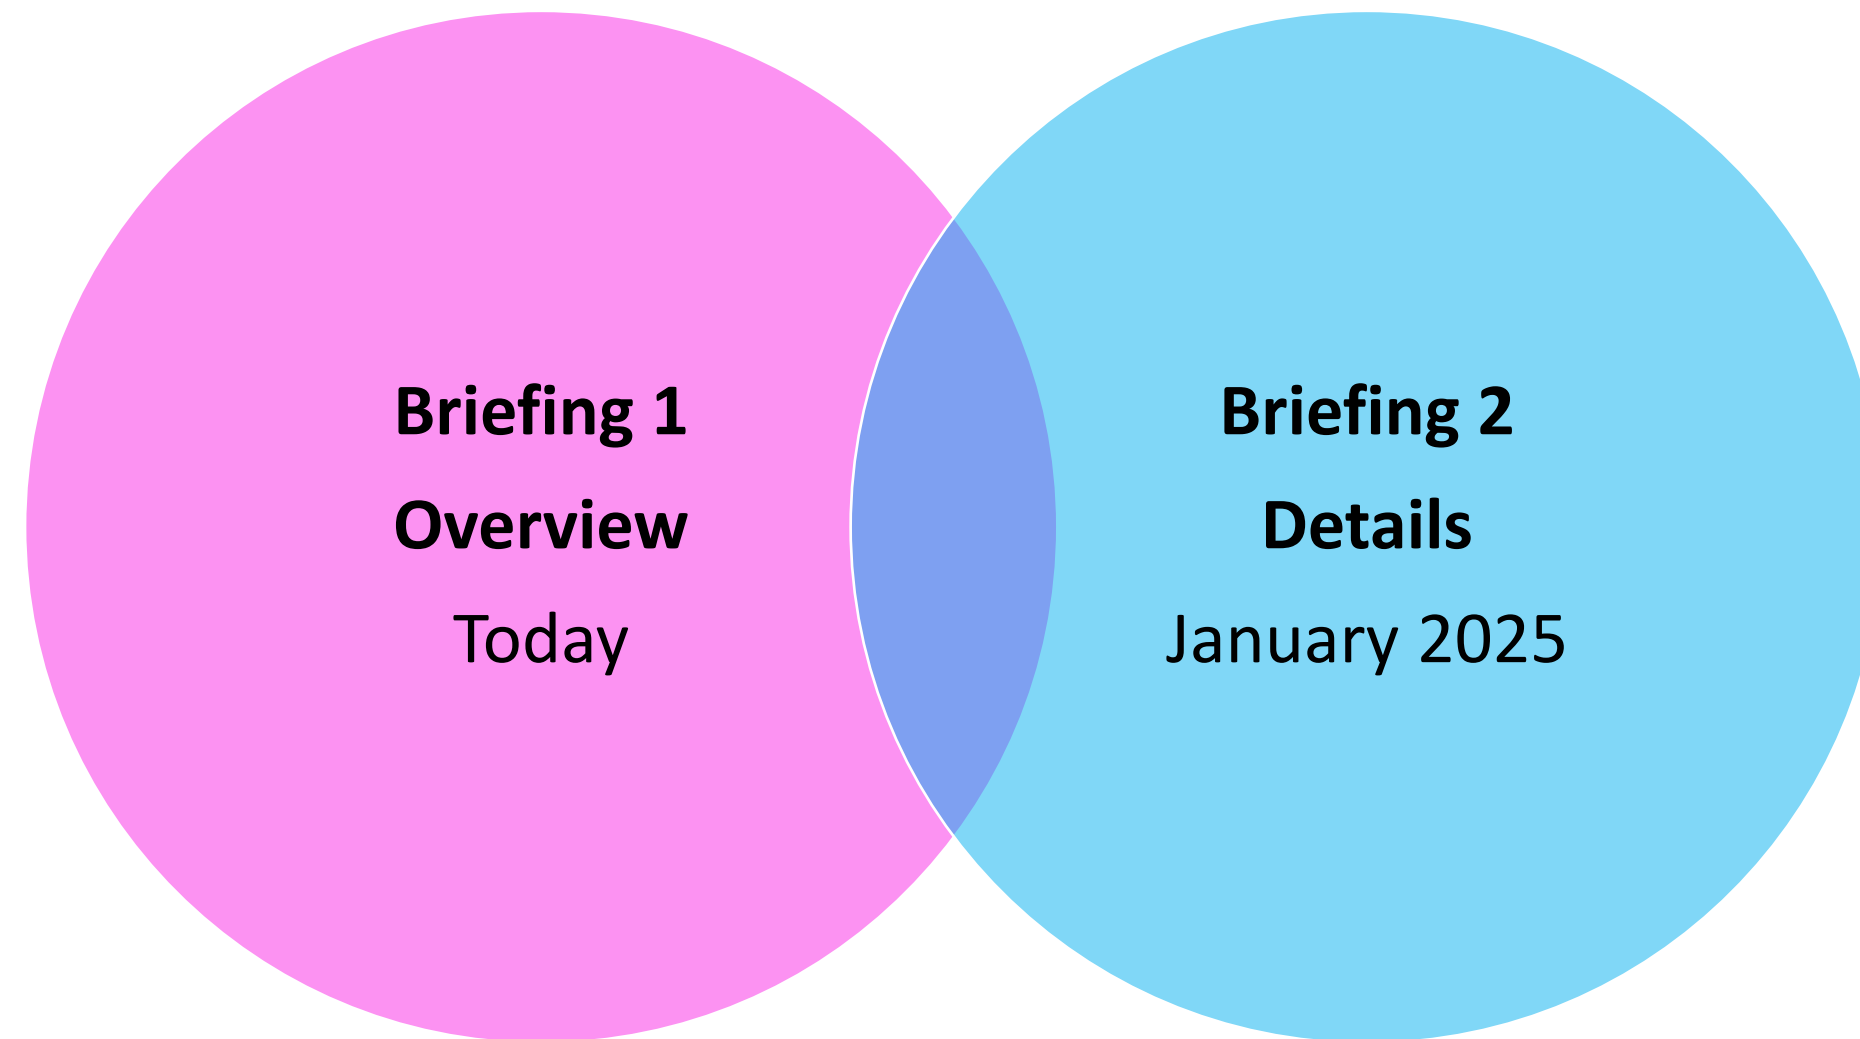 Briefing 1
Overview
Today
Briefing 2
Details
January 2025